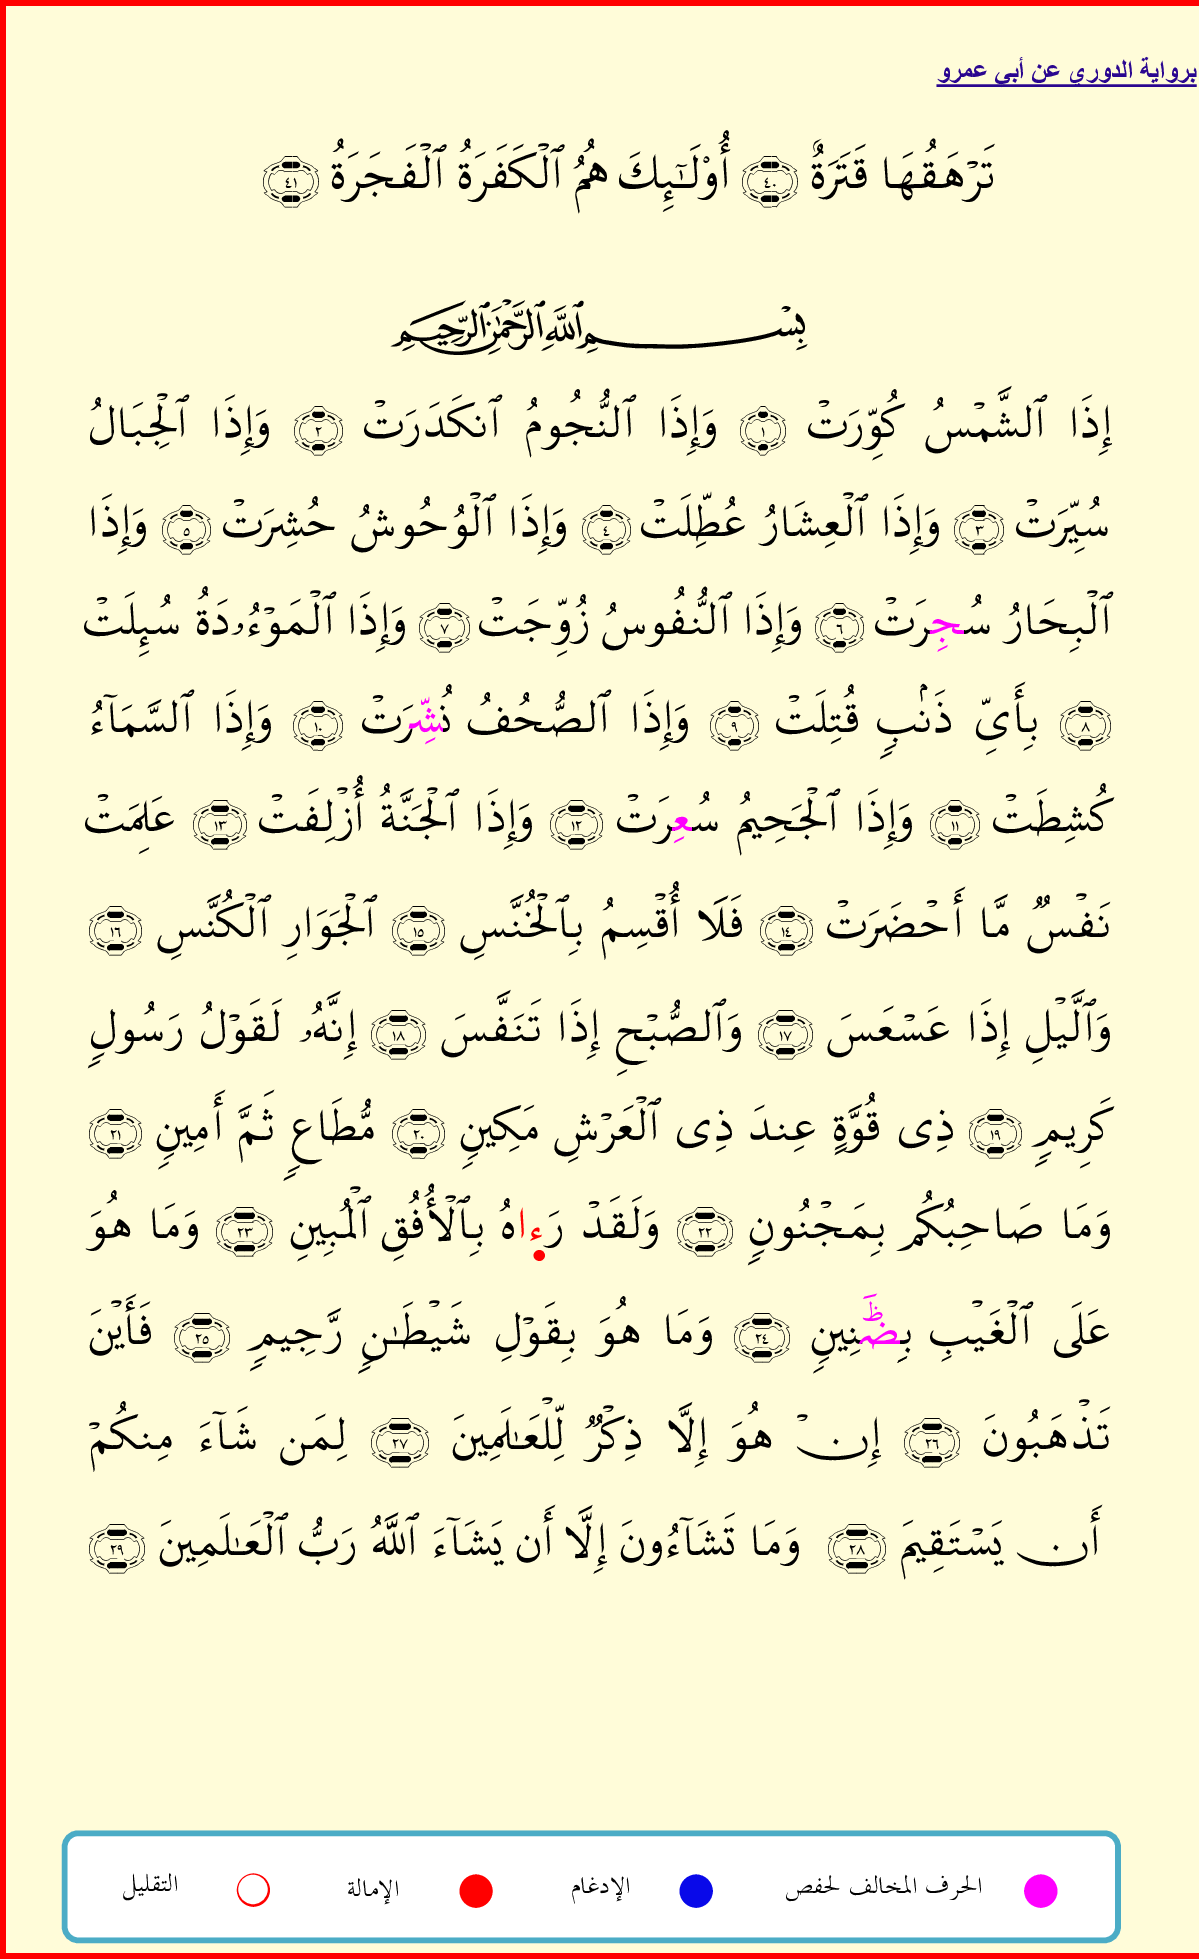 برواية الدوري عن أبي عمرو
تَرْهَقُهَا قَتَرَةٌ ٤٠ أُوْلَٰٓئِكَ هُمُ ٱلْكَفَرَةُ ٱلْفَجَرَةُ ٤١
بِسْمِ ٱللَّهِ ٱلرَّحْمَٰنِ ٱلرَّحِيمِ
إِذَا ٱلشَّمْسُ كُوِّرَتْ ١ وَإِذَا ٱلنُّجُومُ ٱنكَدَرَتْ ٢ وَإِذَا ٱلْجِبَالُ
سُيِّرَتْ ٣ وَإِذَا ٱلْعِشَارُ عُطِّلَتْ ٤ وَإِذَا ٱلْوُحُوشُ حُشِرَتْ ٥ وَإِذَا
ٱلْبِحَارُ سُجِرَتْ ٦ وَإِذَا ٱلنُّفُوسُ زُوِّجَتْ ٧ وَإِذَا ٱلْمَوْءُۥدَةُ سُئِلَتْ
٨ بِأَيِّ ذَنۢبٍ قُتِلَتْ ٩ وَإِذَا ٱلصُّحُفُ نُشِّرَتْ ١٠ وَإِذَا ٱلسَّمَآءُ
كُشِطَتْ ١١ وَإِذَا ٱلْجَحِيمُ سُعِرَتْ ١٢ وَإِذَا ٱلْجَنَّةُ أُزْلِفَتْ ١٣ عَلِمَتْ
نَفْسٌ مَّا أَحْضَرَتْ ١٤ فَلَا أُقْسِمُ بِٱلْخُنَّسِ ١٥ ٱلْجَوَارِ ٱلْكُنَّسِ ١٦
وَٱلَّيْلِ إِذَا عَسْعَسَ ١٧ وَٱلصُّبْحِ إِذَا تَنَفَّسَ ١٨ إِنَّهُۥ لَقَوْلُ رَسُولٍ
كَرِيمٍ ١٩ ذِى قُوَّةٍ عِندَ ذِى ٱلْعَرْشِ مَكِينٍ ٢٠ مُّطَاعٍ ثَمَّ أَمِينٍ ٢١
وَمَا صَاحِبُكُم بِمَجْنُونٍ ٢٢ وَلَقَدْ رَءِاهُ بِٱلْأُفُقِ ٱلْمُبِينِ ٢٣ وَمَا هُوَ
عَلَى ٱلْغَيْبِ بِضَنِينٍ ٢٤ وَمَا هُوَ بِقَوْلِ شَيْطَٰنٍ رَّجِيمٍ ٢٥ فَأَيْنَ
تَذْهَبُونَ ٢٦ إِنْ هُوَ إِلَّا ذِكْرٌ لِّلْعَٰلَمِينَ ٢٧ لِمَن شَآءَ مِنكُمْ
أَن يَسْتَقِيمَ ٢٨ وَمَا تَشَآءُونَ إِلَّا أَن يَشَآءَ ٱللَّهُ رَبُّ ٱلْعَٰلَمِينَ ٢٩
الحرف المخالف لحفص الإدغام الإمالة التقليل